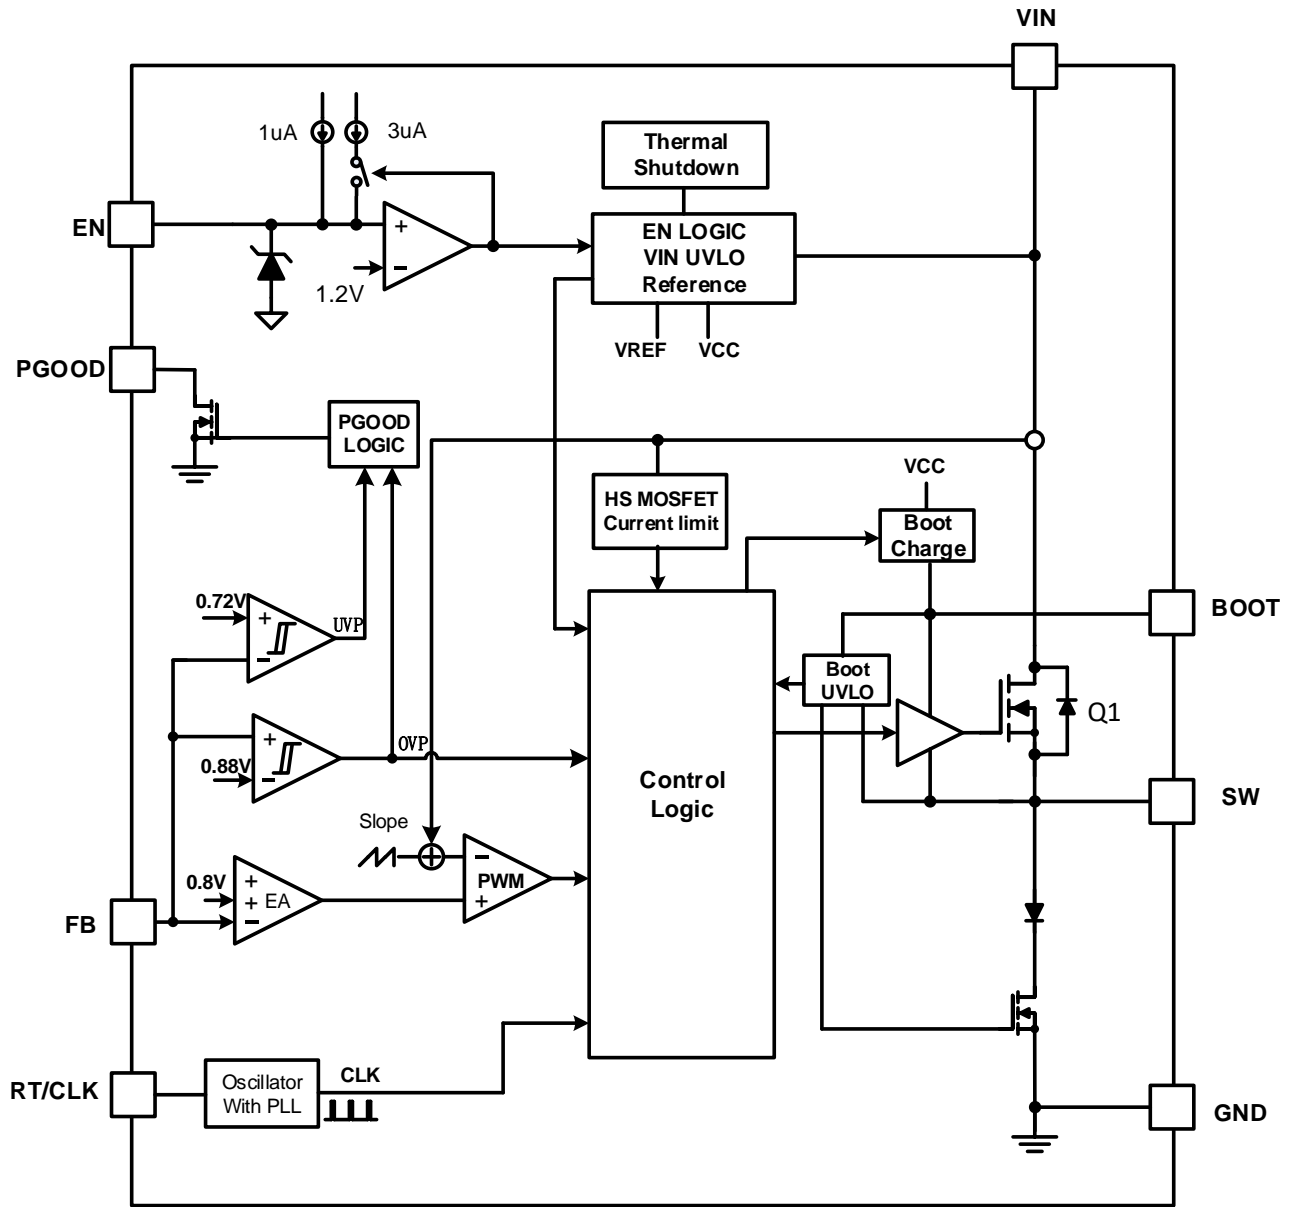 VIN
1uA
3uA
Thermal
Shutdown
EN
+
−
1.2V
EN LOGIC
VIN UVLO
Reference
VREF
VCC
PGOOD
PGOOD
LOGIC
HS MOSFET
Current limit
VCC
Boot
Charge
BOOT
0.72V
+
−
UVP
Boot
UVLO
Q1
0.88V
+
−
OVP
Control
Logic
SW
Slope
−
PWM
+
0.8V
+
+ EA
−
FB
RT/CLK
Oscillator
With PLL
CLK
GND